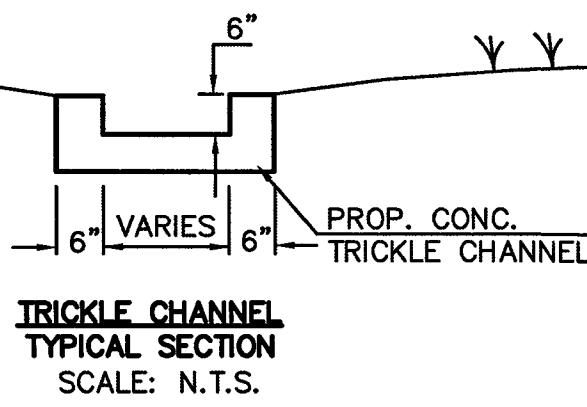 6"
6" VARIES 6"
PROP. CONC.
TRICKLE CHANNEL
TRICKLE CHANNEL
TYPICAL SECTION
SCALE: N.T.S.